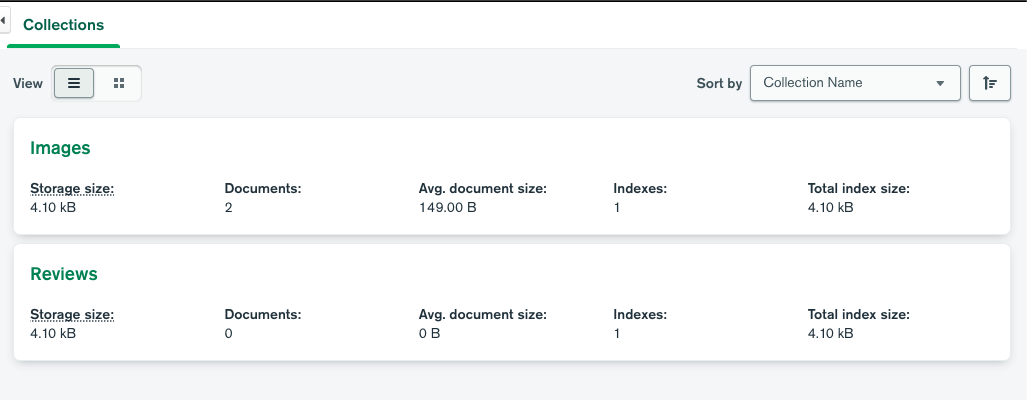 Collections
View
Sort by Collection Name
Images
Storage size: Documents: Avg. document size: Indexes: Total index size:
4.10 kB 2 149.00 B 1 4.10 kB
Reviews
Storage size: Documents: Avg. document size: Indexes: Total index size:
4.10 kB 0 0 B 1 4.10 kB